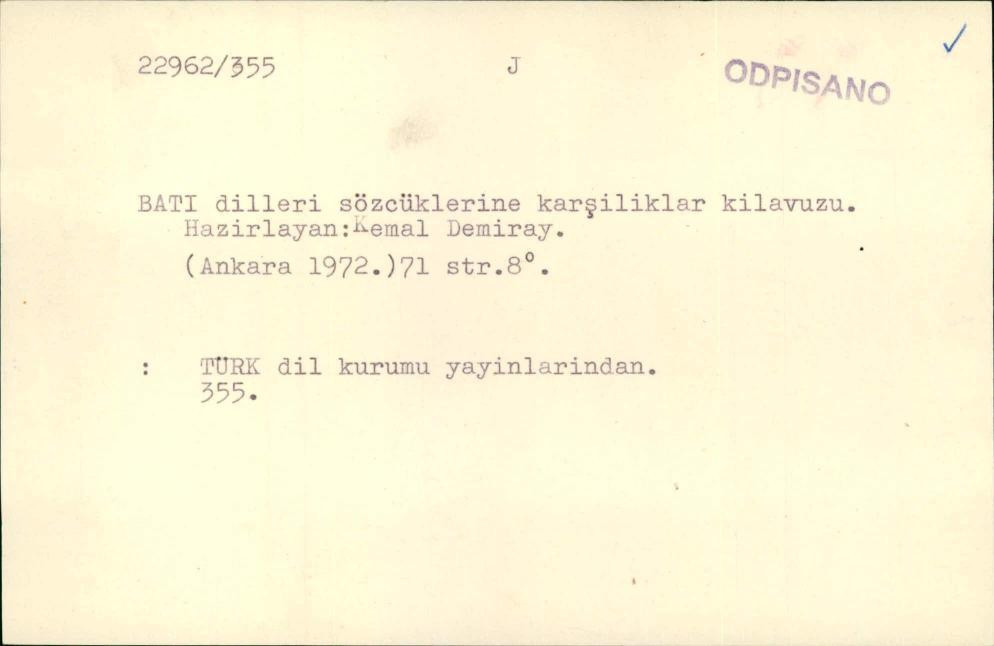 22962/355 J ODPISANO
BATI dilleri sözcüklerine karşiliklar kilavuzu.
Hazirlayan:Kemal Demiray.
(Ankara 1972.)71 str.8°.
: TÜRK dil kurumu yayinlarindan.
355.